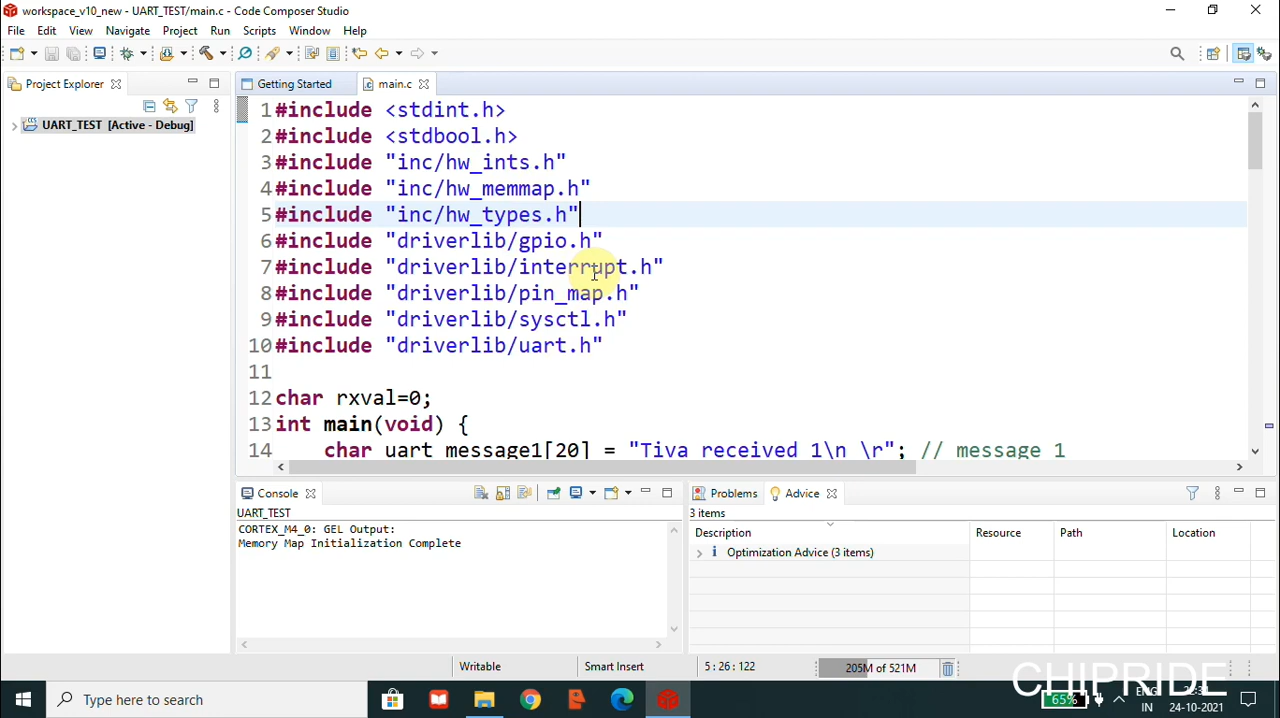 workspace_v10_new - UART_TEST/main.c - Code Composer Studio
File Edit View Navigate Project Run Scripts Window Help
Project Explorer
Getting Started
main.c
UART_TEST [Active - Debug]
1 #include <stdint.h>
2 #include <stdbool.h>
3 #include "inc/hw_ints.h"
4 #include "inc/hw_memmap.h"
5 #include "inc/hw_types.h"
6 #include "driverlib/gpio.h"
7 #include "driverlib/interrupt.h"
8 #include "driverlib/pin_map.h"
9 #include "driverlib/sysctl.h"
10 #include "driverlib/uart.h"
11
12 char rxval=0;
13 int main(void) {
14 char uart_message1[20] = "Tiva received 1\n \r"; // message 1
Console
UART_TEST
CORTEX_M4_0: GEL Output:
Memory Map Initialization Complete
Problems
Advice
3 items
Description Resource Path Location
Optimization Advice (3 items)
Writable Smart Insert 5 : 26 : 122 205M of 521M
CHIPRIDE
Type here to search
65%
IN 24-10-2021